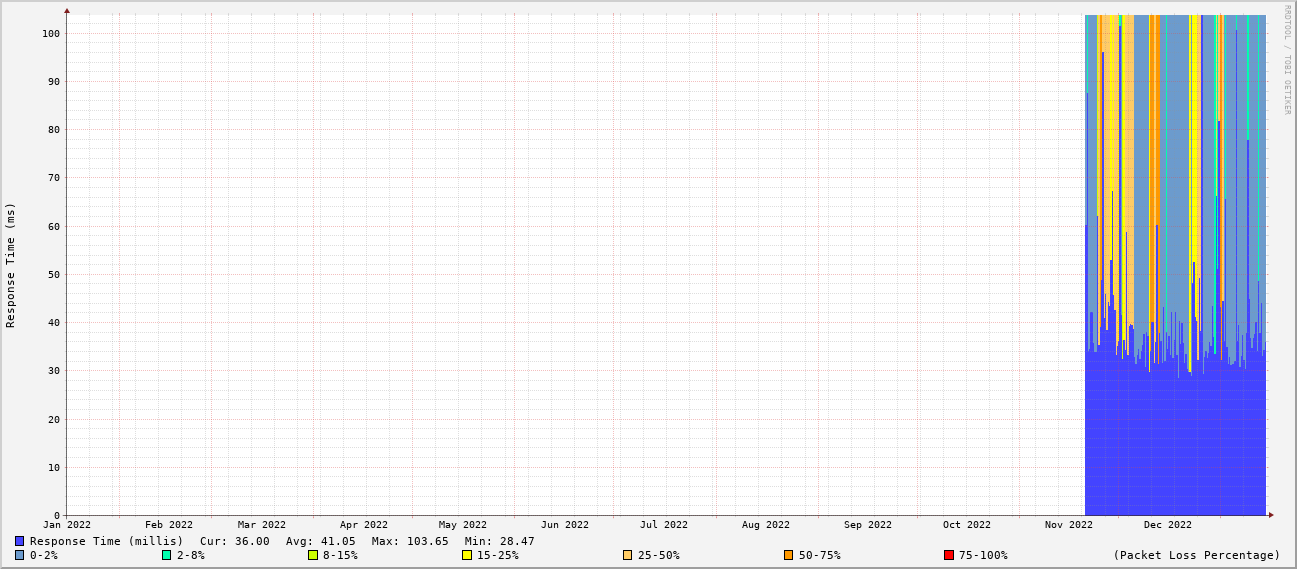 RRDTOOL / TOBI OETIKER
Response Time (ms)
100
90
80
70
60
50
40
30
20
10
0
Jan 2022 Feb 2022 Mar 2022 Apr 2022 May 2022 Jun 2022 Jul 2022 Aug 2022 Sep 2022 Oct 2022 Nov 2022 Dec 2022
Response Time (millis) Cur: 36.00 Avg: 41.05 Max: 103.65 Min: 28.47
0-2% 2-8% 8-15% 15-25% 25-50% 50-75% 75-100% (Packet Loss Percentage)